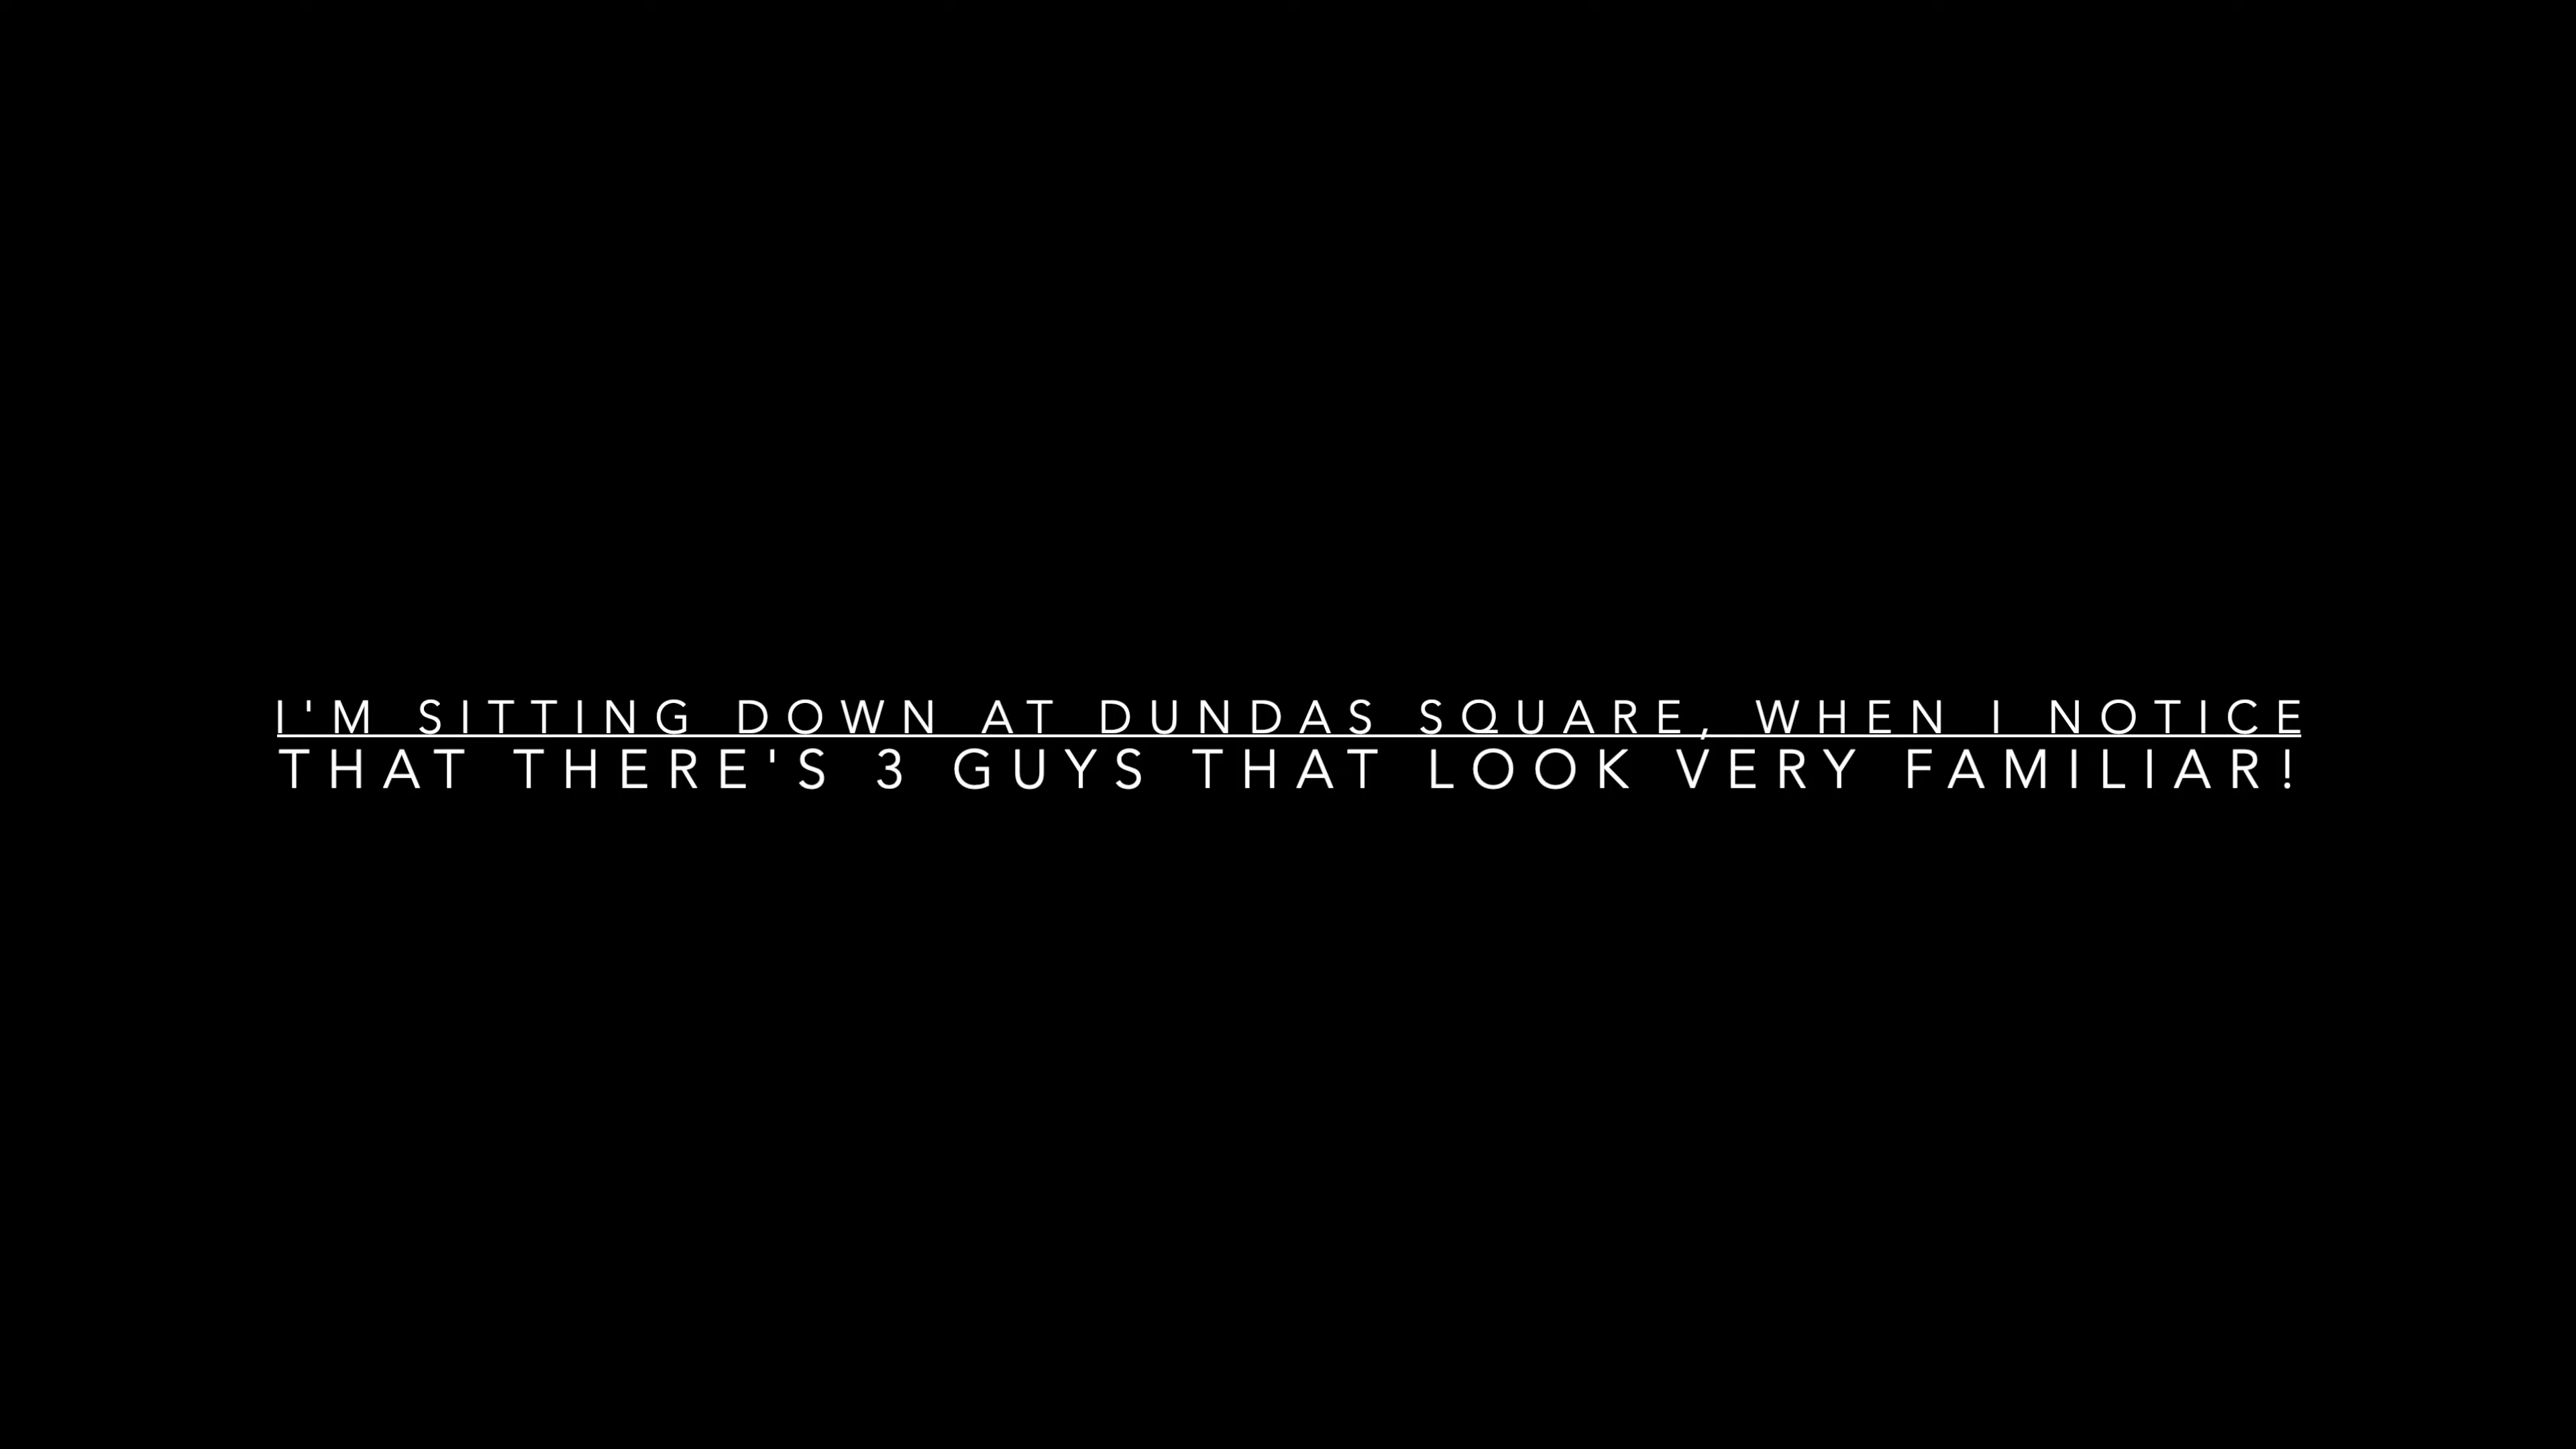 I'M SITTING DOWN AT DUNDAS SQUARE, WHEN I NOTICE
THAT THERE'S 3 GUYS THAT LOOK VERY FAMILIAR!